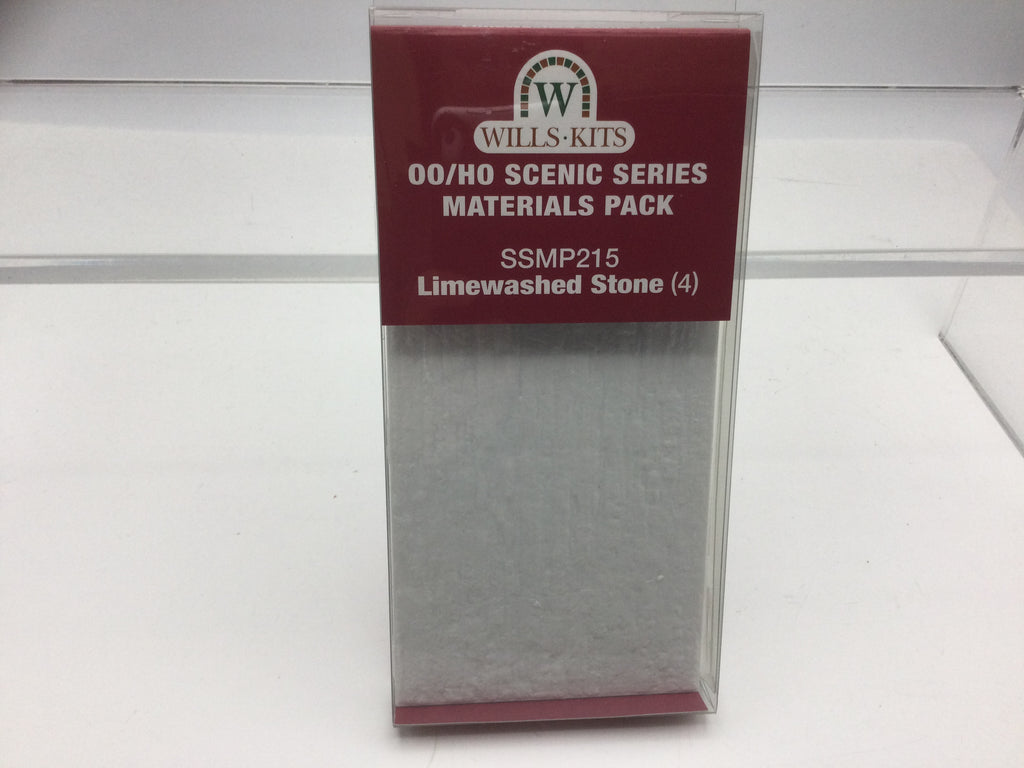 W
WILLS·KITS
OO/HO SCENIC SERIES
MATERIALS PACK
SSMP215
Limewashed Stone (4)